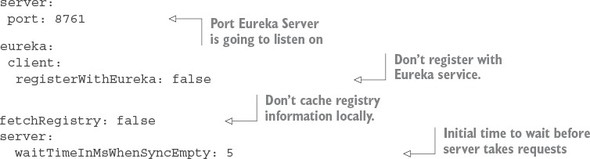 server:
port: 8761
Port Eureka Server
is going to listen on
eureka:
client:
registerWithEureka: false
Don't register with
Eureka service.
Don't cache registry
information locally.
fetchRegistry: false
server:
waitTimeInMsWhenSyncEmpty: 5
Initial time to wait before
server takes requests